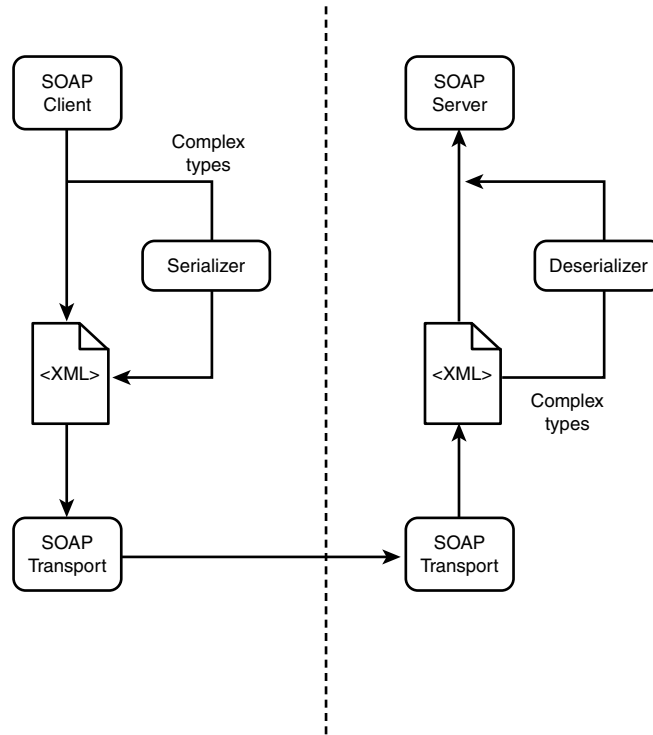 SOAP
Client
Complex
types
Serializer
<XML>
SOAP
Transport
SOAP
Server
Deserializer
<XML>
Complex
types
SOAP
Transport